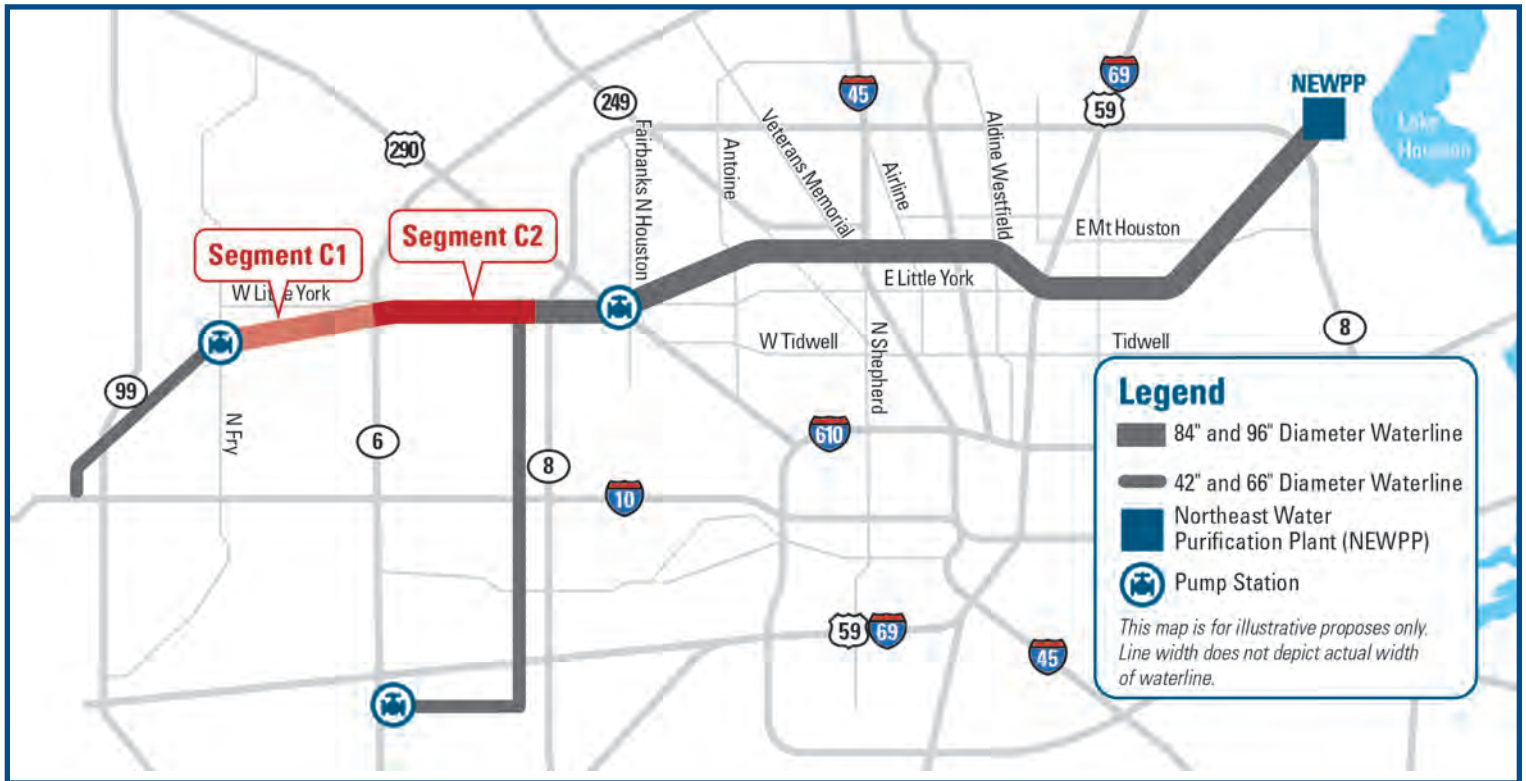 NEWPP
69
45
59
249
Lake
Houston
290
Fairbanks N Houston
Antoine
Veterans Memorial
Airline
Aldine Westfield
E Mt Houston
Segment C2
Segment C1
W Little York
E Little York
8
W Tidwell
Tidwell
N Shepherd
99
N Fry
6
8
610
10
59
69
45
Legend
84" and 96" Diameter Waterline
42" and 66" Diameter Waterline
Northeast Water
Purification Plant (NEWPP)
Pump Station
This map is for illustrative proposes only.
Line width does not depict actual width
of waterline.